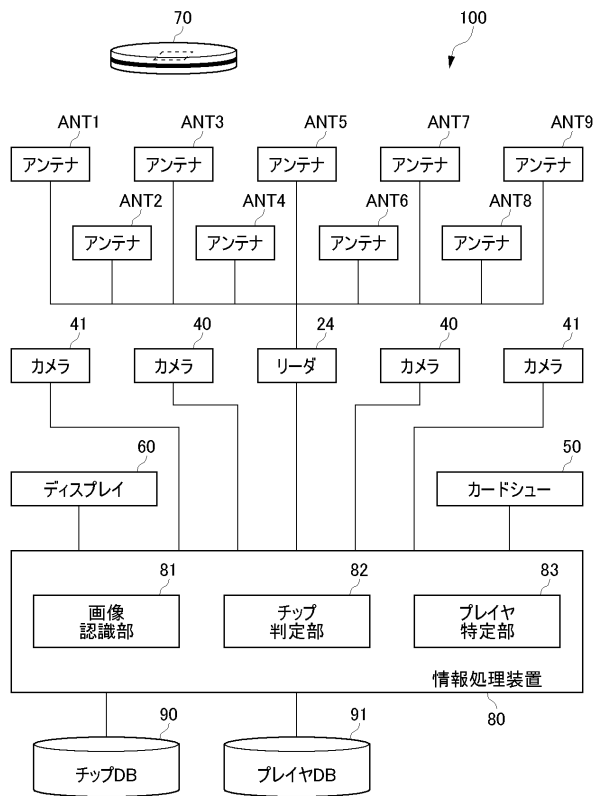 70
100
ANT1
ANT3
ANT5
ANT7
ANT9
アンテナ
アンテナ
アンテナ
アンテナ
アンテナ
ANT2
ANT4
ANT6
ANT8
アンテナ
アンテナ
アンテナ
アンテナ
41
40
24
40
41
カメラ
カメラ
リーダ
カメラ
カメラ
60
50
ディスプレイ
カードシュー
81
82
83
画像
認識部
チップ
判定部
プレイヤ
特定部
情報処理装置
80
90
91
チップDB
プレイヤDB